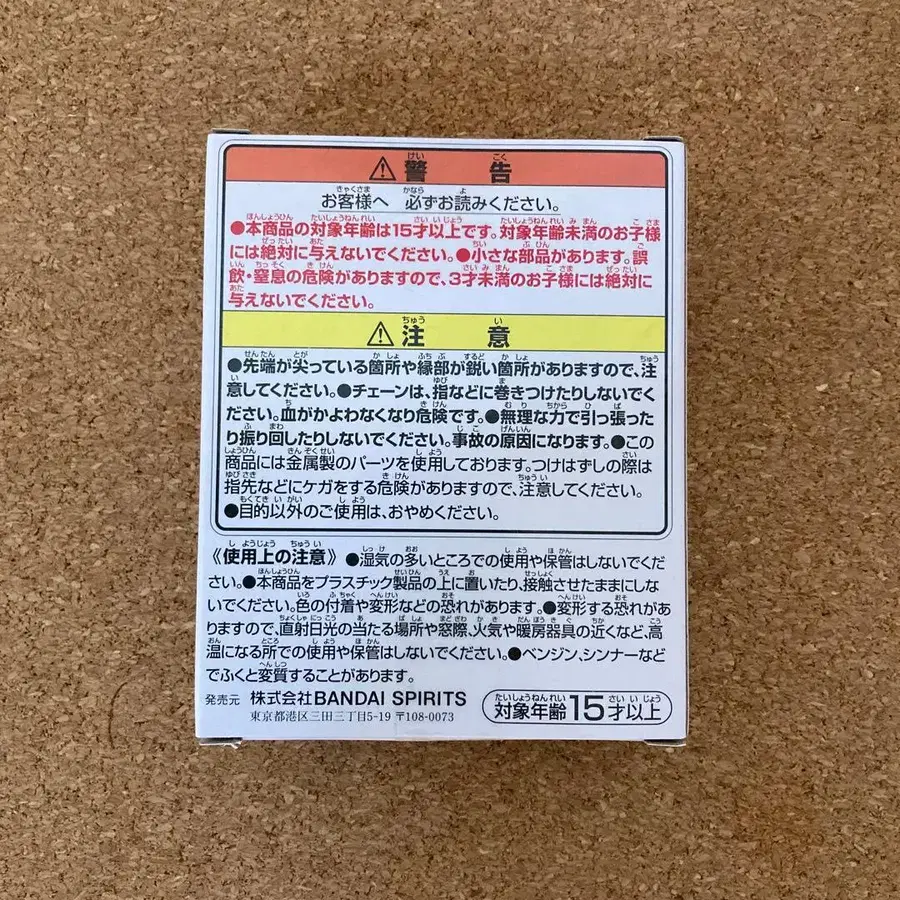 ⚠警告
お客様へ 必ずお読みください。
●本商品の対象年齢は15才以上です。対象年齢未満のお子様
には絶対に与えないでください。●小さな部品があります。誤
飲・窒息の危険がありますので、3才未満のお子様には絶対に
与えないでください。
⚠注意
●先端が尖っている箇所や縁部が鋭い箇所がありますので、注
意してください。●チェーンは、指などに巻きつけたりしないでく
ださい。血がかよわなくなり危険です。●無理な力で引っ張った
り振り回したりしないでください。事故の原因になります。●この
商品には金属製のパーツを使用しております。つけはずしの際は
指先などにケガをする危険がありますので、注意してください。
●目的以外のご使用は、おやめください。
《使用上の注意》●湿気の多いところでの使用や保管はしないでくだ
さい。●本商品をプラスチック製品の上に置いたり、接触させたままにしな
いでください。色の付着や変形などの恐れがあります。●変形する恐れがあ
りますので、直射日光の当たる場所や窓際、火気や暖房器具の近くなど、高
温になる所での使用や保管はしないでください。●ベンジン、シンナーなど
でふくと変質することがあります。
発売元 株式会社BANDAI SPIRITS
東京都港区三田三丁目5-19 〒108-0073
対象年齢15才以上